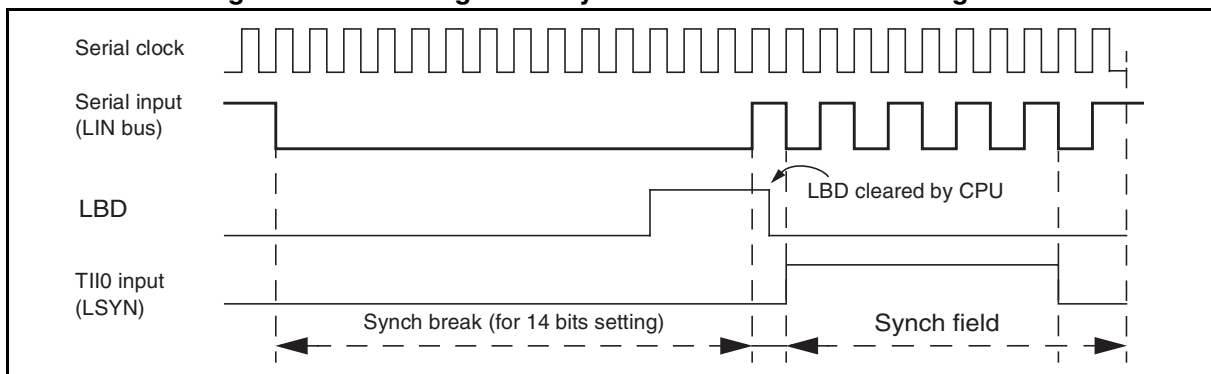 Serial clock
Serial input
(LIN bus)
LBD cleared by CPU
LBD
TII0 input
(LSYN)
Synch break (for 14 bits setting)
Synch field